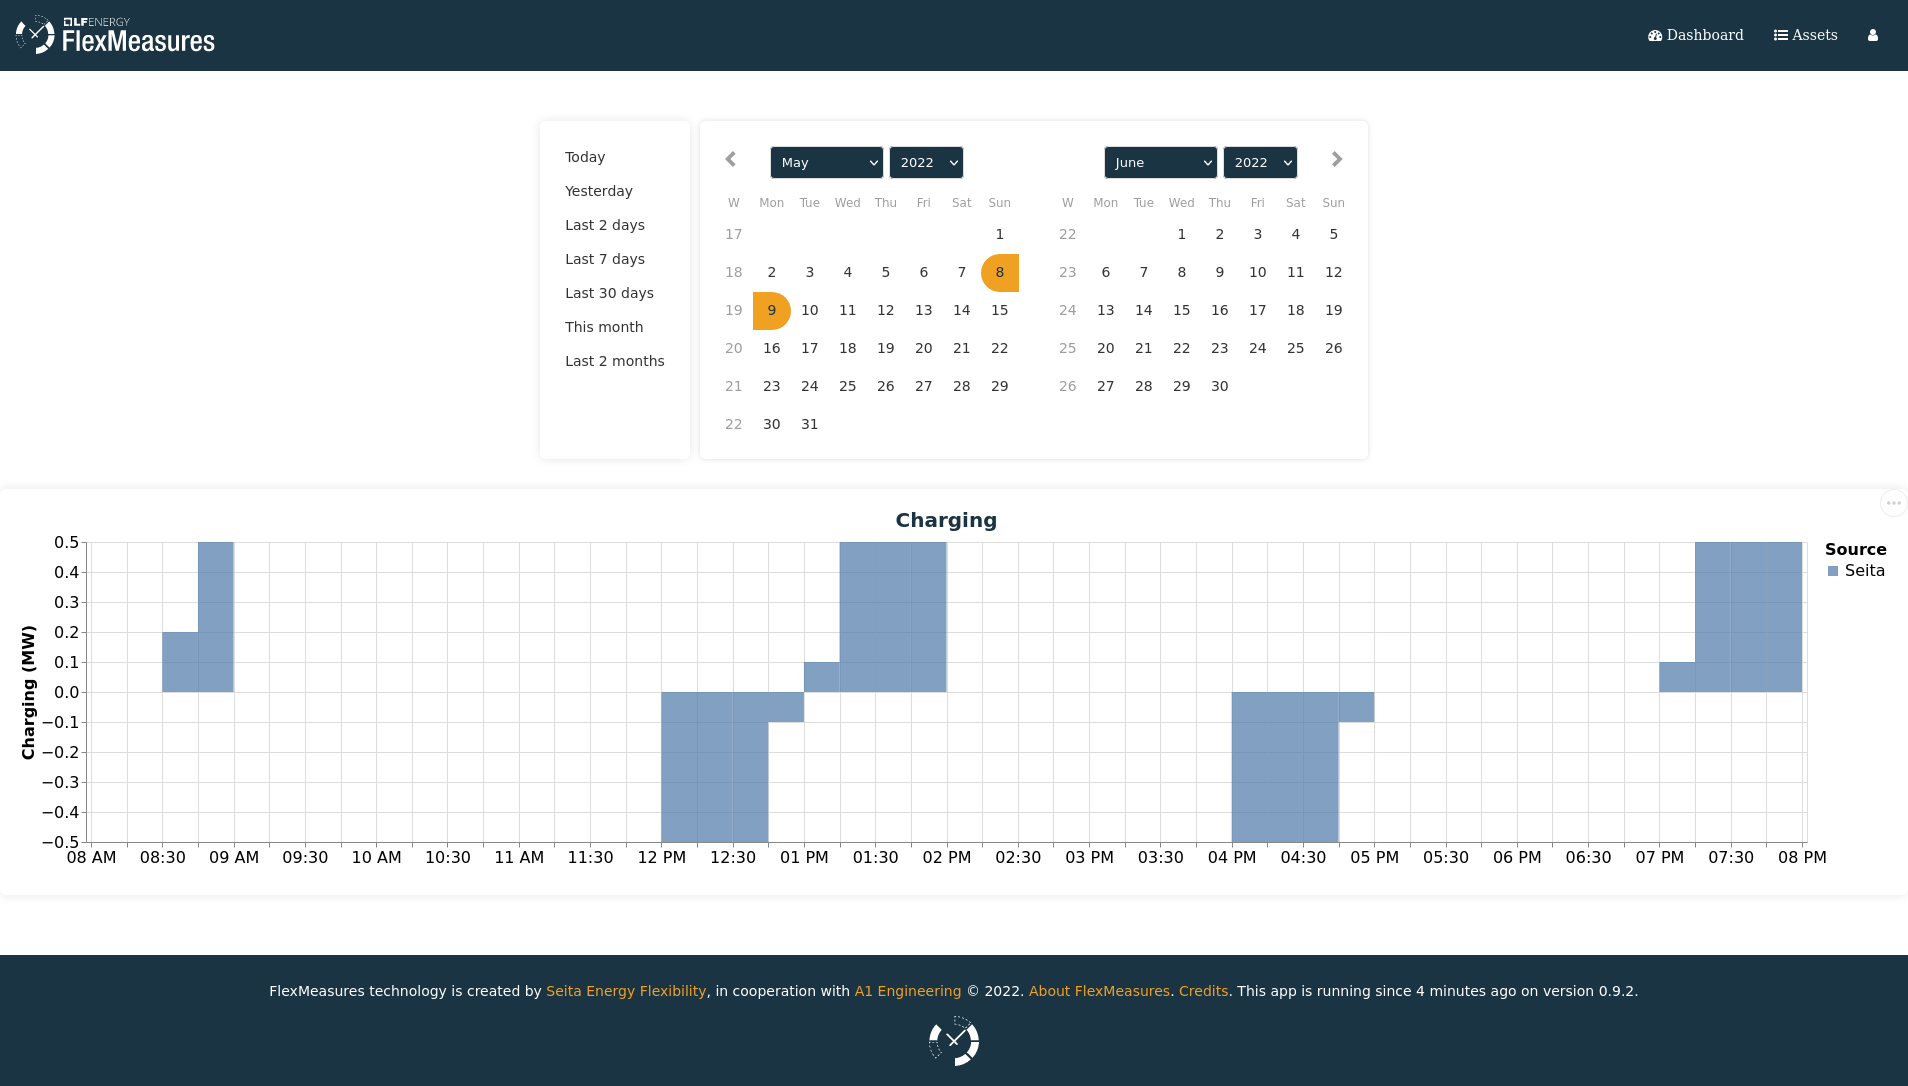 LFENERGY
FlexMeasures
Dashboard Assets
Today
Yesterday
Last 2 days
Last 7 days
Last 30 days
This month
Last 2 months
May 2022
W Mon Tue Wed Thu Fri Sat Sun
17 1
18 2 3 4 5 6 7 8
19 9 10 11 12 13 14 15
20 16 17 18 19 20 21 22
21 23 24 25 26 27 28 29
22 30 31
June 2022
W Mon Tue Wed Thu Fri Sat Sun
22 1 2 3 4 5
23 6 7 8 9 10 11 12
24 13 14 15 16 17 18 19
25 20 21 22 23 24 25 26
26 27 28 29 30
Charging
Charging (MW)
0.5
0.4
0.3
0.2
0.1
0.0
−0.1
−0.2
−0.3
−0.4
−0.5
08 AM 08:30 09 AM 09:30 10 AM 10:30 11 AM 11:30 12 PM 12:30 01 PM 01:30 02 PM 02:30 03 PM 03:30 04 PM 04:30 05 PM 05:30 06 PM 06:30 07 PM 07:30 08 PM
Source
Seita
FlexMeasures technology is created by Seita Energy Flexibility, in cooperation with A1 Engineering © 2022. About FlexMeasures. Credits. This app is running since 4 minutes ago on version 0.9.2.